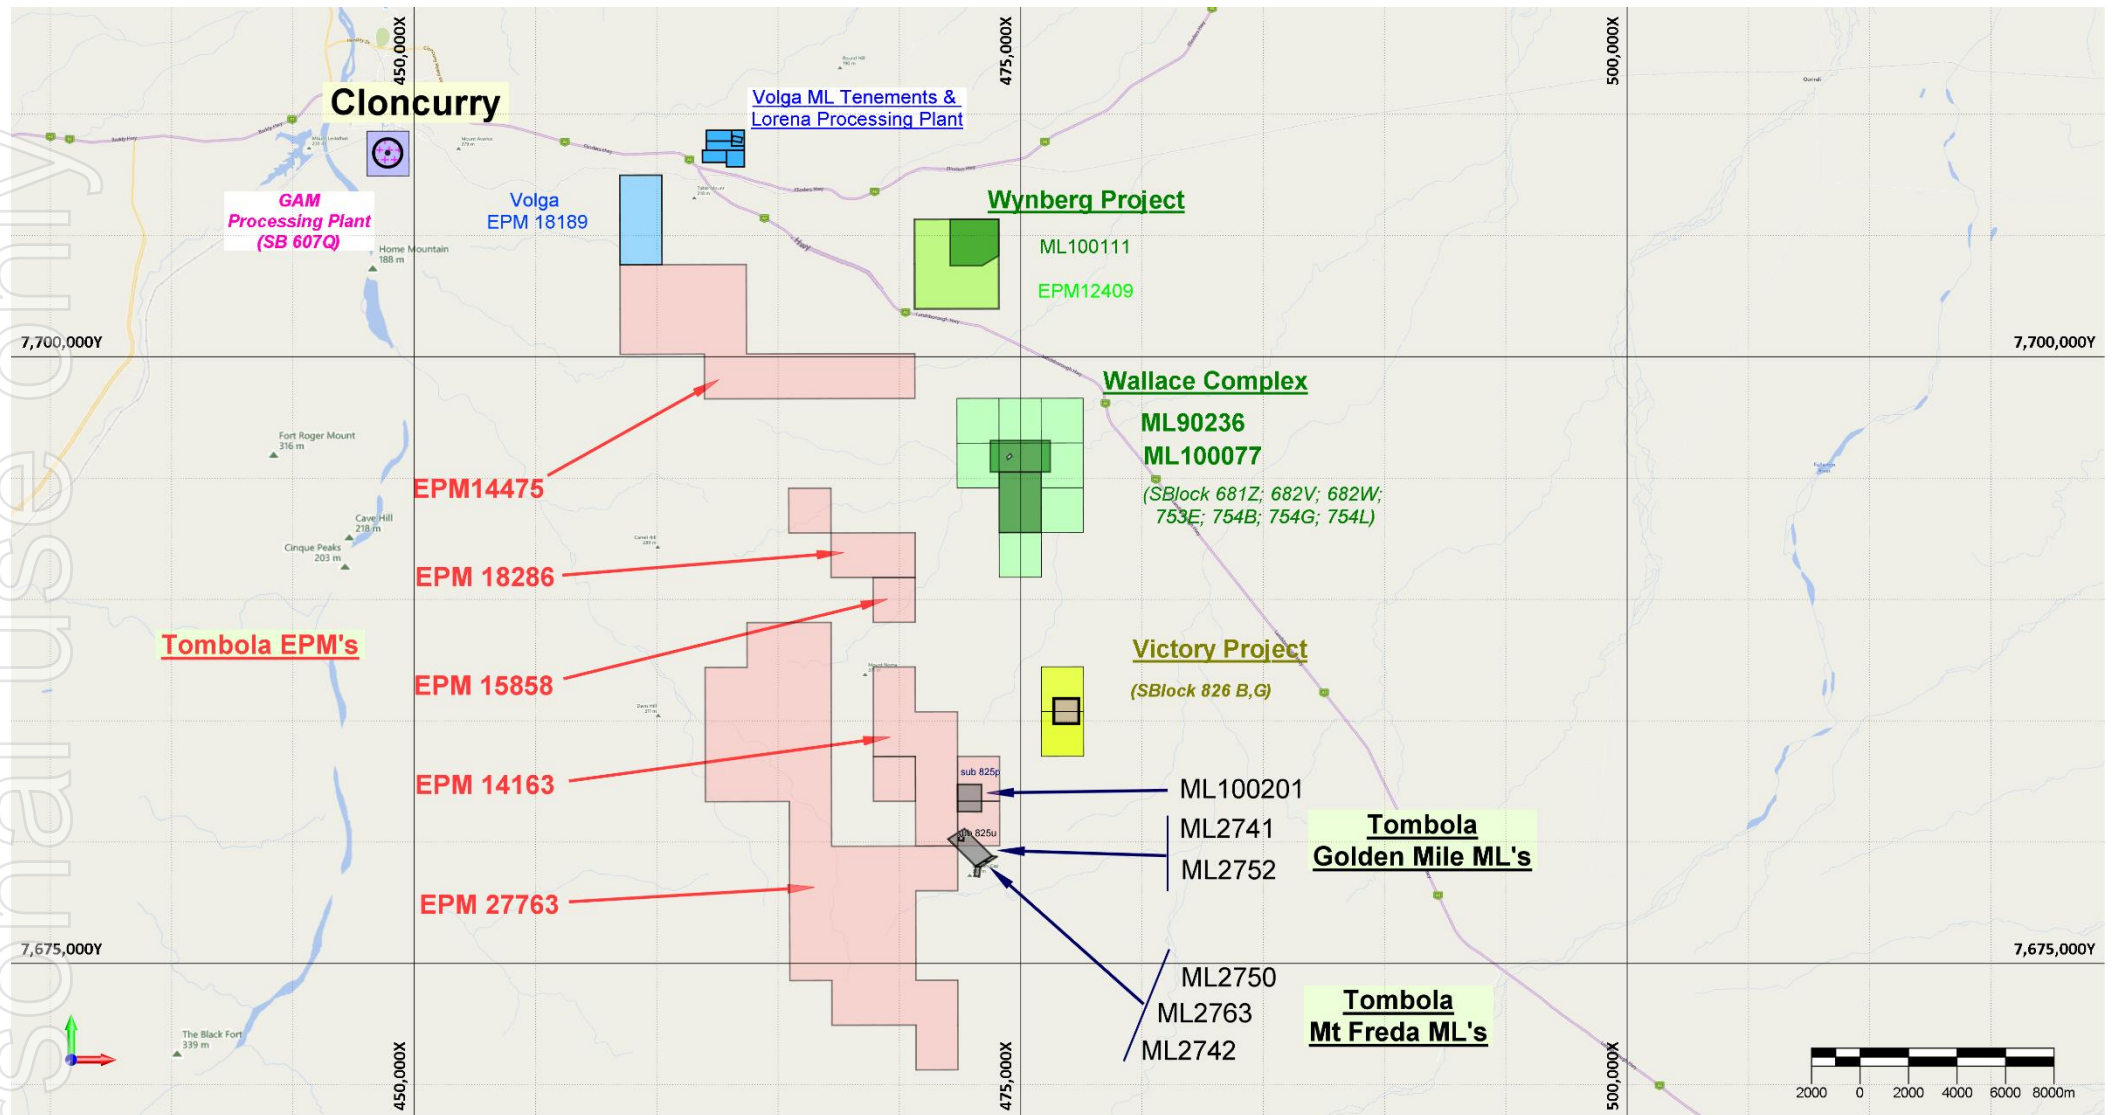 sonal use only
450,000X
475,000X
500,000X
Cloncurry
Volga ML Tenements &
Lorena Processing Plant
GAM
Processing Plant
(SB 607Q)
Volga
EPM 18189
Wynberg Project
ML100111
EPM12409
Home Mountain
188 m
7,700,000Y
7,700,000Y
Wallace Complex
ML90236
ML100077
(SBlock 681Z; 682V; 682W;
753E; 754B; 754G; 754L)
Fort Roger Mount
316 m
EPM14475
Cave Hill
218 m
Cinque Peaks
203 m
EPM 18286
Tombola EPM's
EPM 15858
Victory Project
(SBlock 826 B,G)
EPM 14163
sub 825p
ML100201
ML2741
ML2752
Tombola
Golden Mile ML's
EPM 27763
7,675,000Y
7,675,000Y
ML2750
ML2763
ML2742
Tombola
Mt Freda ML's
The Black Fort
339 m
450,000X
475,000X
500,000X
2000 0 2000 4000 6000 8000m